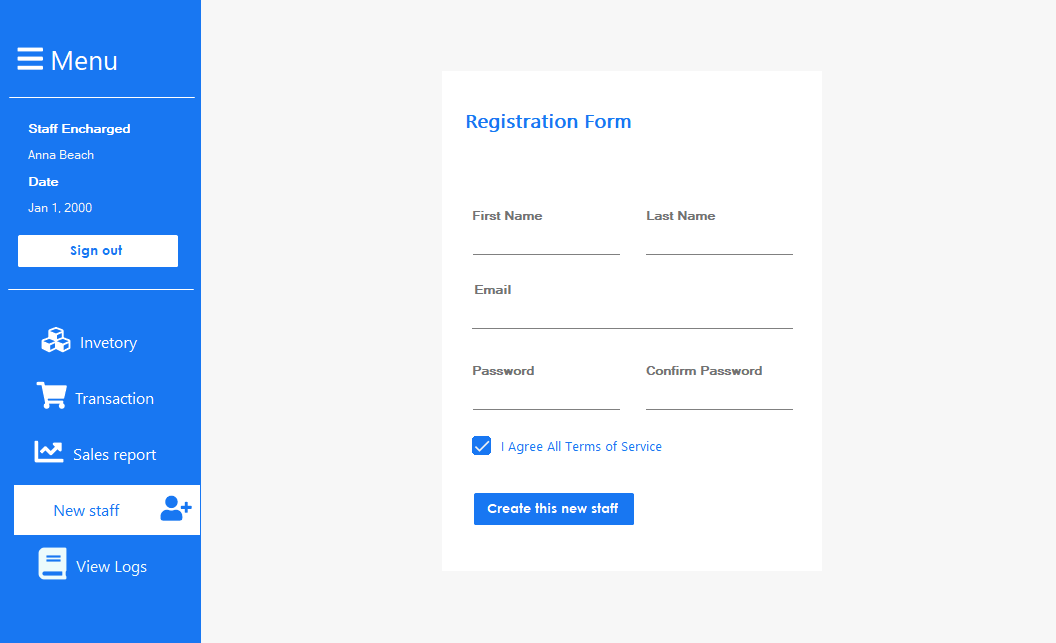 Menu
Staff Encharged
Anna Beach
Date
Jan 1, 2000
Sign out
Invetory
Transaction
Sales report
New staff
View Logs
Registration Form
First Name Last Name
Email
Password Confirm Password
I Agree All Terms of Service
Create this new staff